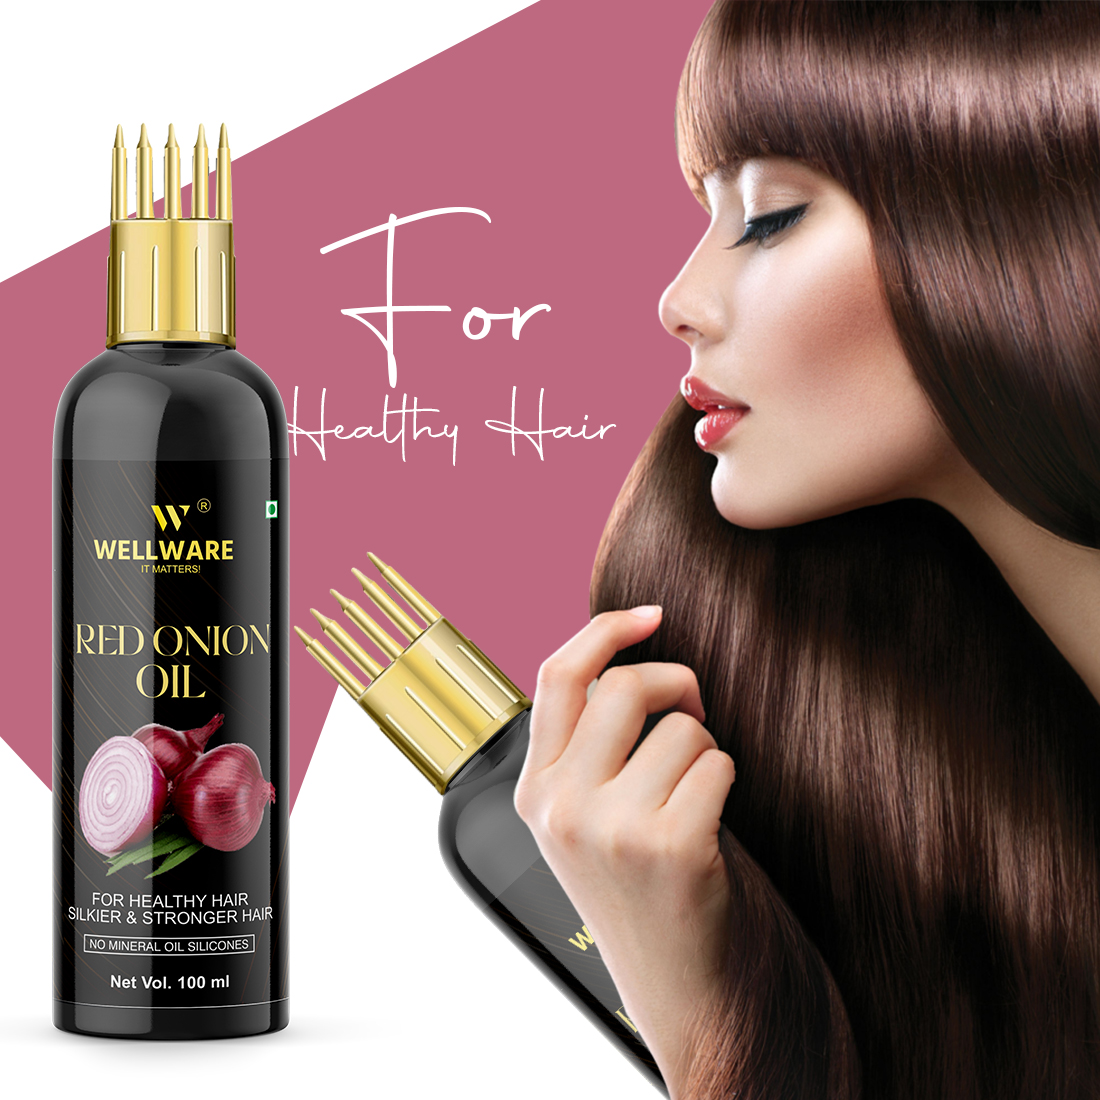 For
Healthy Hair
W ®
WELLWARE
IT MATTERS!
RED ONION
OIL
FOR HEALTHY HAIR
SILKIER & STRONGER HAIR
NO MINERAL OIL SILICONES
Net Vol. 100 ml